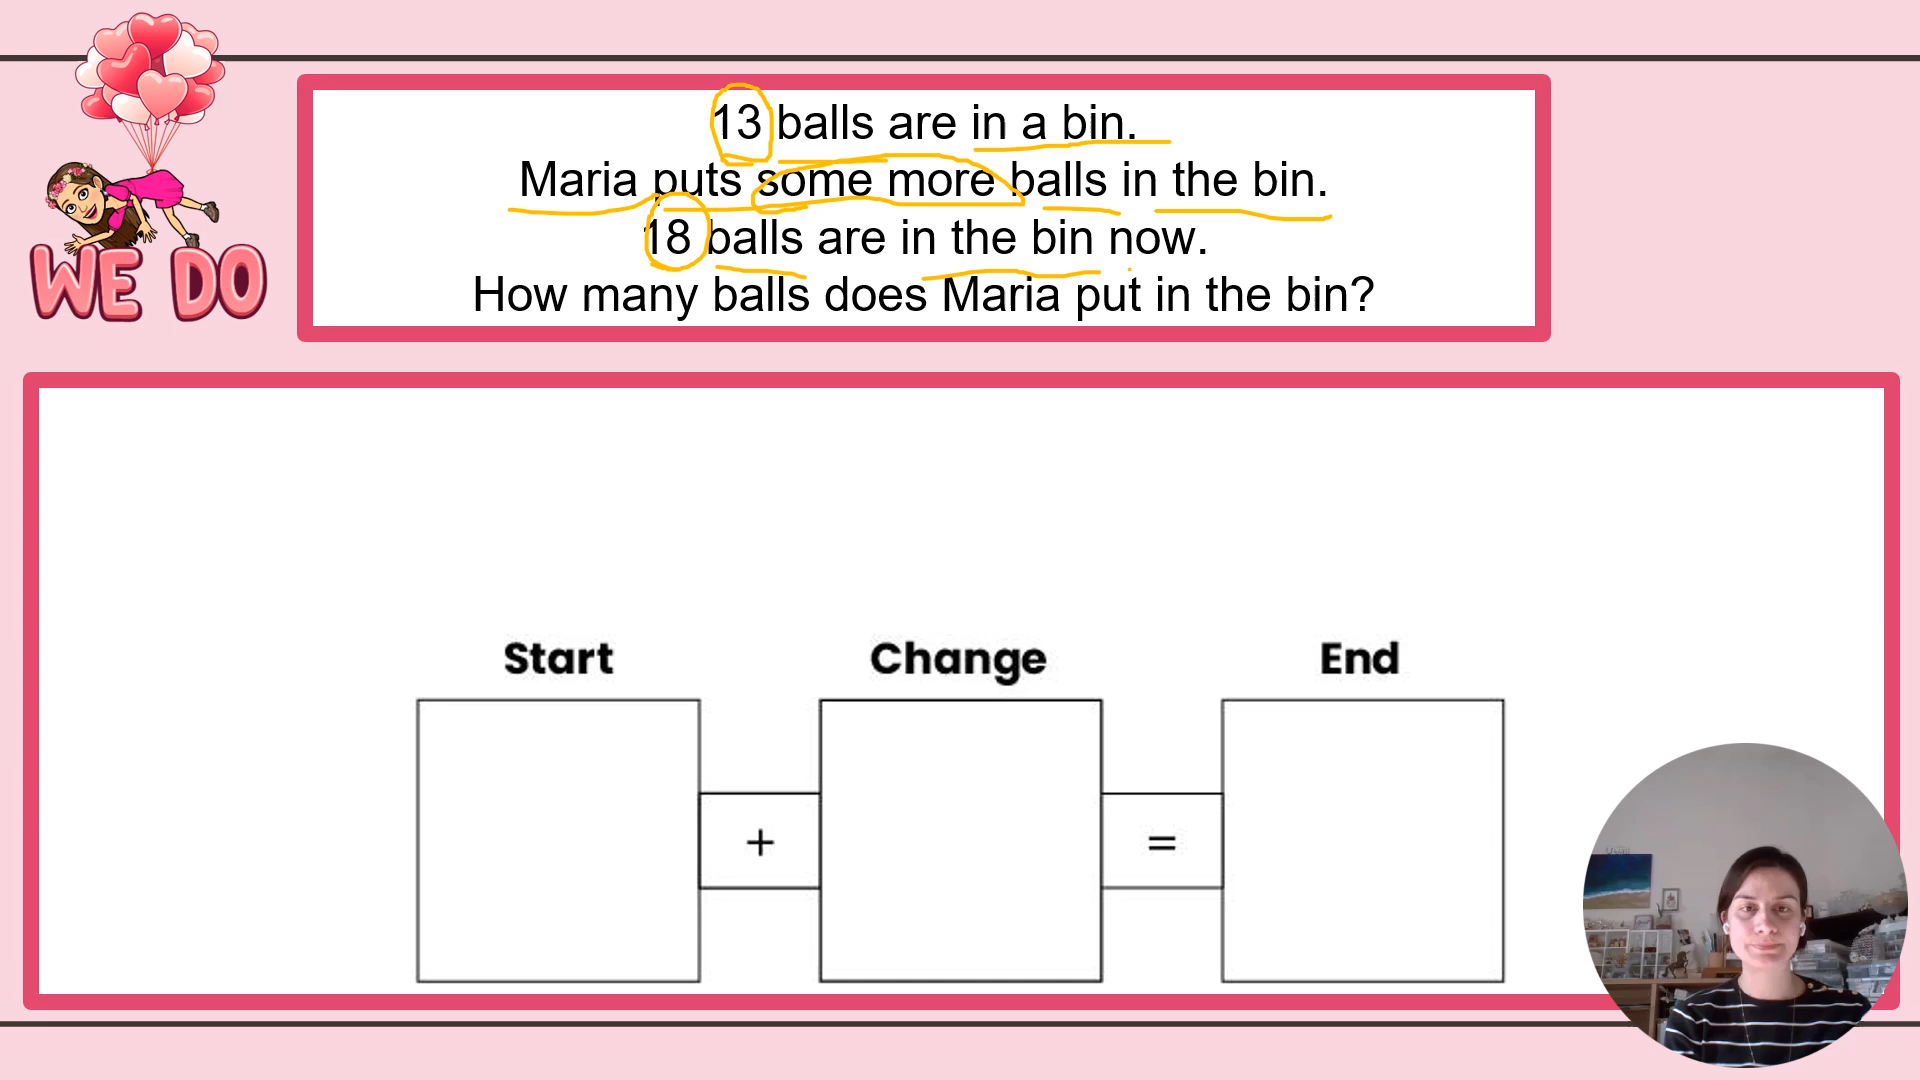 13 balls are in a bin.
Maria puts some more balls in the bin.
18 balls are in the bin now.
How many balls does Maria put in the bin?
WE DO
Start Change End
+ =